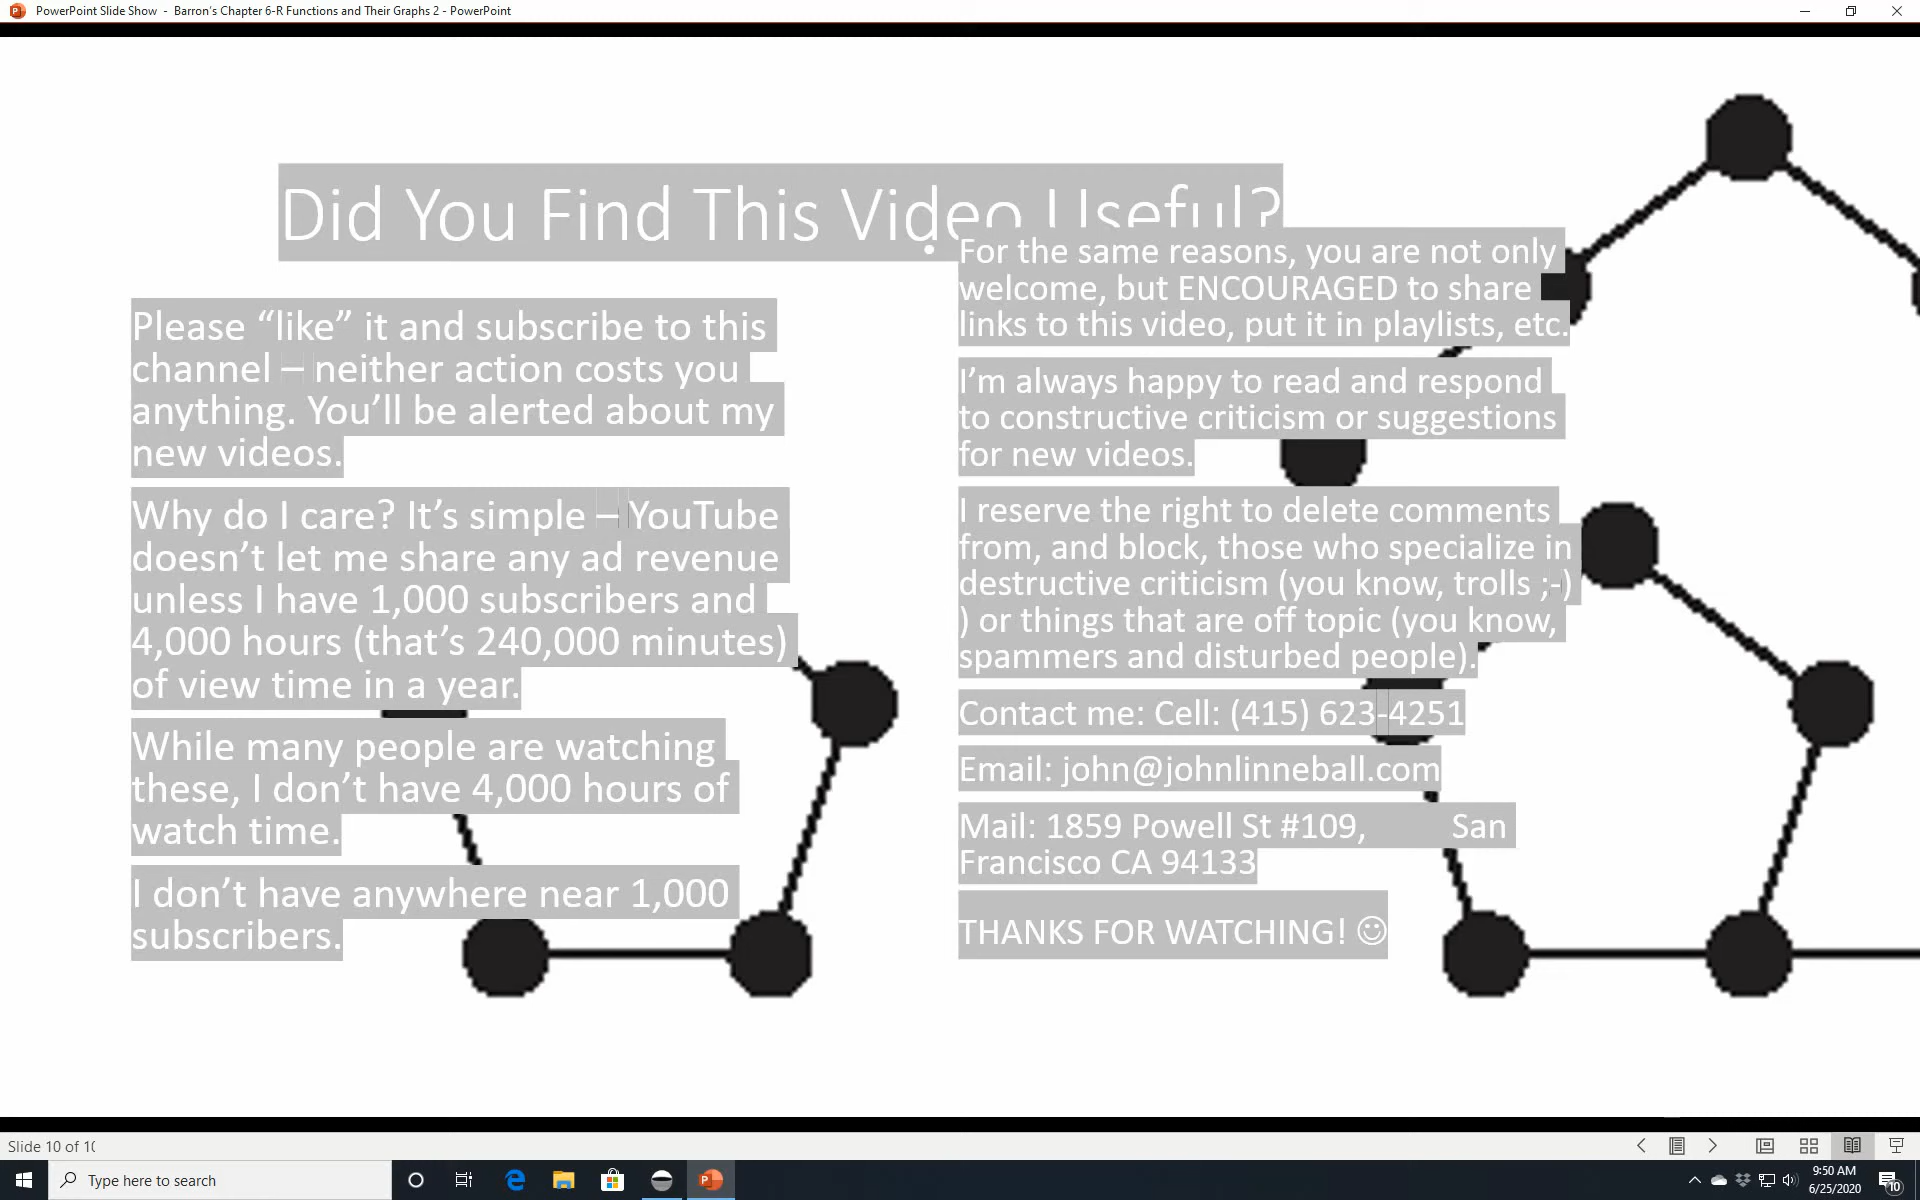 PowerPoint Slide Show - Barron's Chapter 6-R Functions and Their Graphs 2 - PowerPoint
Did You Find This Video Useful?
Please “like” it and subscribe to this
channel – neither action costs you
anything. You’ll be alerted about my
new videos.
Why do I care? It’s simple – YouTube
doesn’t let me share any ad revenue
unless I have 1,000 subscribers and
4,000 hours (that’s 240,000 minutes)
of view time in a year.
While many people are watching
these, I don’t have 4,000 hours of
watch time.
I don’t have anywhere near 1,000
subscribers.
• For the same reasons, you are not only
welcome, but ENCOURAGED to share
links to this video, put it in playlists, etc.
I’m always happy to read and respond
to constructive criticism or suggestions
for new videos.
I reserve the right to delete comments
from, and block, those who specialize in
destructive criticism (you know, trolls ;-)
) or things that are off topic (you know,
spammers and disturbed people).
Contact me: Cell: (415) 623-4251
Email: john@johnlinneball.com
Mail: 1859 Powell St #109, San
Francisco CA 94133
THANKS FOR WATCHING! ☺
Slide 10 of 10
Type here to search
9:50 AM
6/25/2020
10